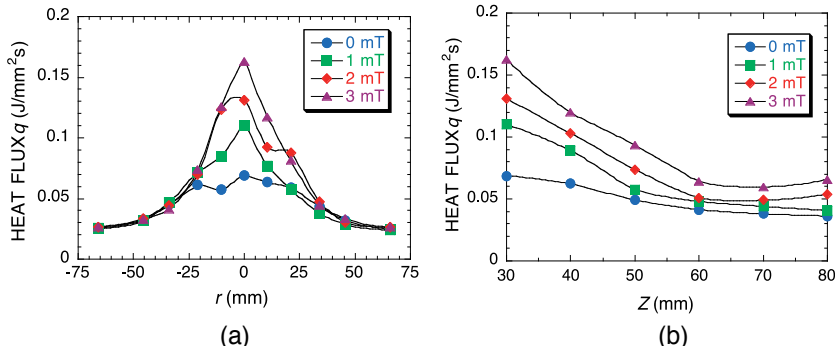 0.2
0.15
0.1
0.05
0
HEAT FLUX q (J/mm²s)
-75 -50 -25 0 25 50 75
r (mm)
0 mT
1 mT
2 mT
3 mT
(a)
0.2
0.15
0.1
0.05
0
HEAT FLUX q (J/mm²s)
30 40 50 60 70 80
Z (mm)
0 mT
1 mT
2 mT
3 mT
(b)